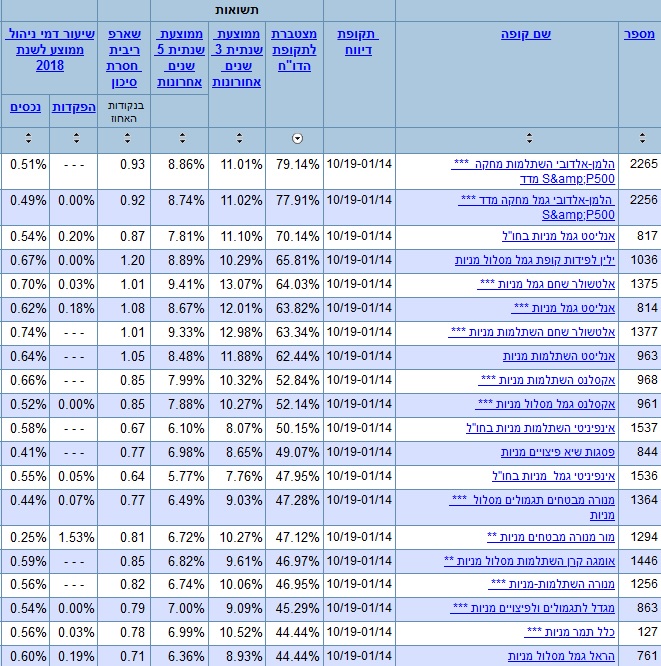 תשואות
מספר שם קופה תקופת דיווח מצטברת לתקופת הדו"ח ממוצעת שנתית 3 שנים אחורונות ממוצעת שנתית 5 שנים אחרונות שארפ ריבית חסרת סיכון שיעור דמי ניהול ממוצע לשנת 2018
בנקודות האחוז הפקדות נכסים
2265 הלמן-אלדובי השתלמות מחקה *** S&amp;P500 מדד 10/19-01/14 79.14% 11.01% 8.86% 0.93 - - - 0.51%
2256 הלמן-אלדובי גמל מחקה מדד *** S&amp;P500 10/19-01/14 77.91% 11.02% 8.74% 0.92 0.00% 0.49%
817 אנליסט גמל מניות בחו"ל 10/19-01/14 70.14% 11.10% 7.81% 0.87 0.20% 0.54%
1036 ילין לפידות קופת גמל מסלול מניות 10/19-01/14 65.81% 10.29% 8.89% 1.20 0.00% 0.67%
1375 אלטשולר שחם גמל מניות *** 10/19-01/14 64.03% 13.07% 9.41% 1.01 0.03% 0.70%
814 אנליסט גמל מניות *** 10/19-01/14 63.82% 12.01% 8.67% 1.08 0.18% 0.62%
1377 אלטשולר שחם השתלמות מניות *** 10/19-01/14 63.34% 12.98% 9.33% 1.01 - - - 0.74%
963 אנליסט השתלמות מניות 10/19-01/14 62.44% 11.88% 8.48% 1.05 - - - 0.64%
968 אקסלנס השתלמות מניות *** 10/19-01/14 52.84% 10.32% 7.99% 0.85 - - - 0.66%
961 אקסלנס גמל מסלול מניות *** 10/19-01/14 52.14% 10.27% 7.88% 0.85 0.00% 0.52%
1537 אינפיניטי השתלמות מניות בחו"ל 10/19-01/14 50.15% 8.07% 6.10% 0.67 - - - 0.58%
844 פסגות שיא פיצויים מניות 10/19-01/14 49.07% 8.65% 6.98% 0.77 - - - 0.41%
1536 אינפיניטי גמל מניות בחו"ל 10/19-01/14 47.95% 7.76% 5.77% 0.64 0.05% 0.55%
1364 מנורה מבטחים תגמולים מסלול *** מניות 10/19-01/14 47.28% 9.03% 6.49% 0.77 0.07% 0.44%
1294 מור מנורה מבטחים מניות ** 10/19-01/14 47.12% 10.27% 6.72% 0.81 1.53% 0.25%
1446 אומגה קרן השתלמות מסלול מניות ** 10/19-01/14 46.97% 9.61% 6.82% 0.85 - - - 0.59%
1256 מנורה השתלמות-מניות *** 10/19-01/14 46.95% 10.06% 6.74% 0.82 - - - 0.56%
863 מגדל לתגמולים ולפיצויים מניות *** 10/19-01/14 45.29% 9.09% 7.00% 0.79 0.00% 0.54%
127 כלל תמר מניות *** 10/19-01/14 44.44% 10.52% 6.99% 0.78 0.03% 0.56%
761 הראל גמל מסלול מניות 10/19-01/14 44.44% 8.93% 6.36% 0.71 0.19% 0.60%